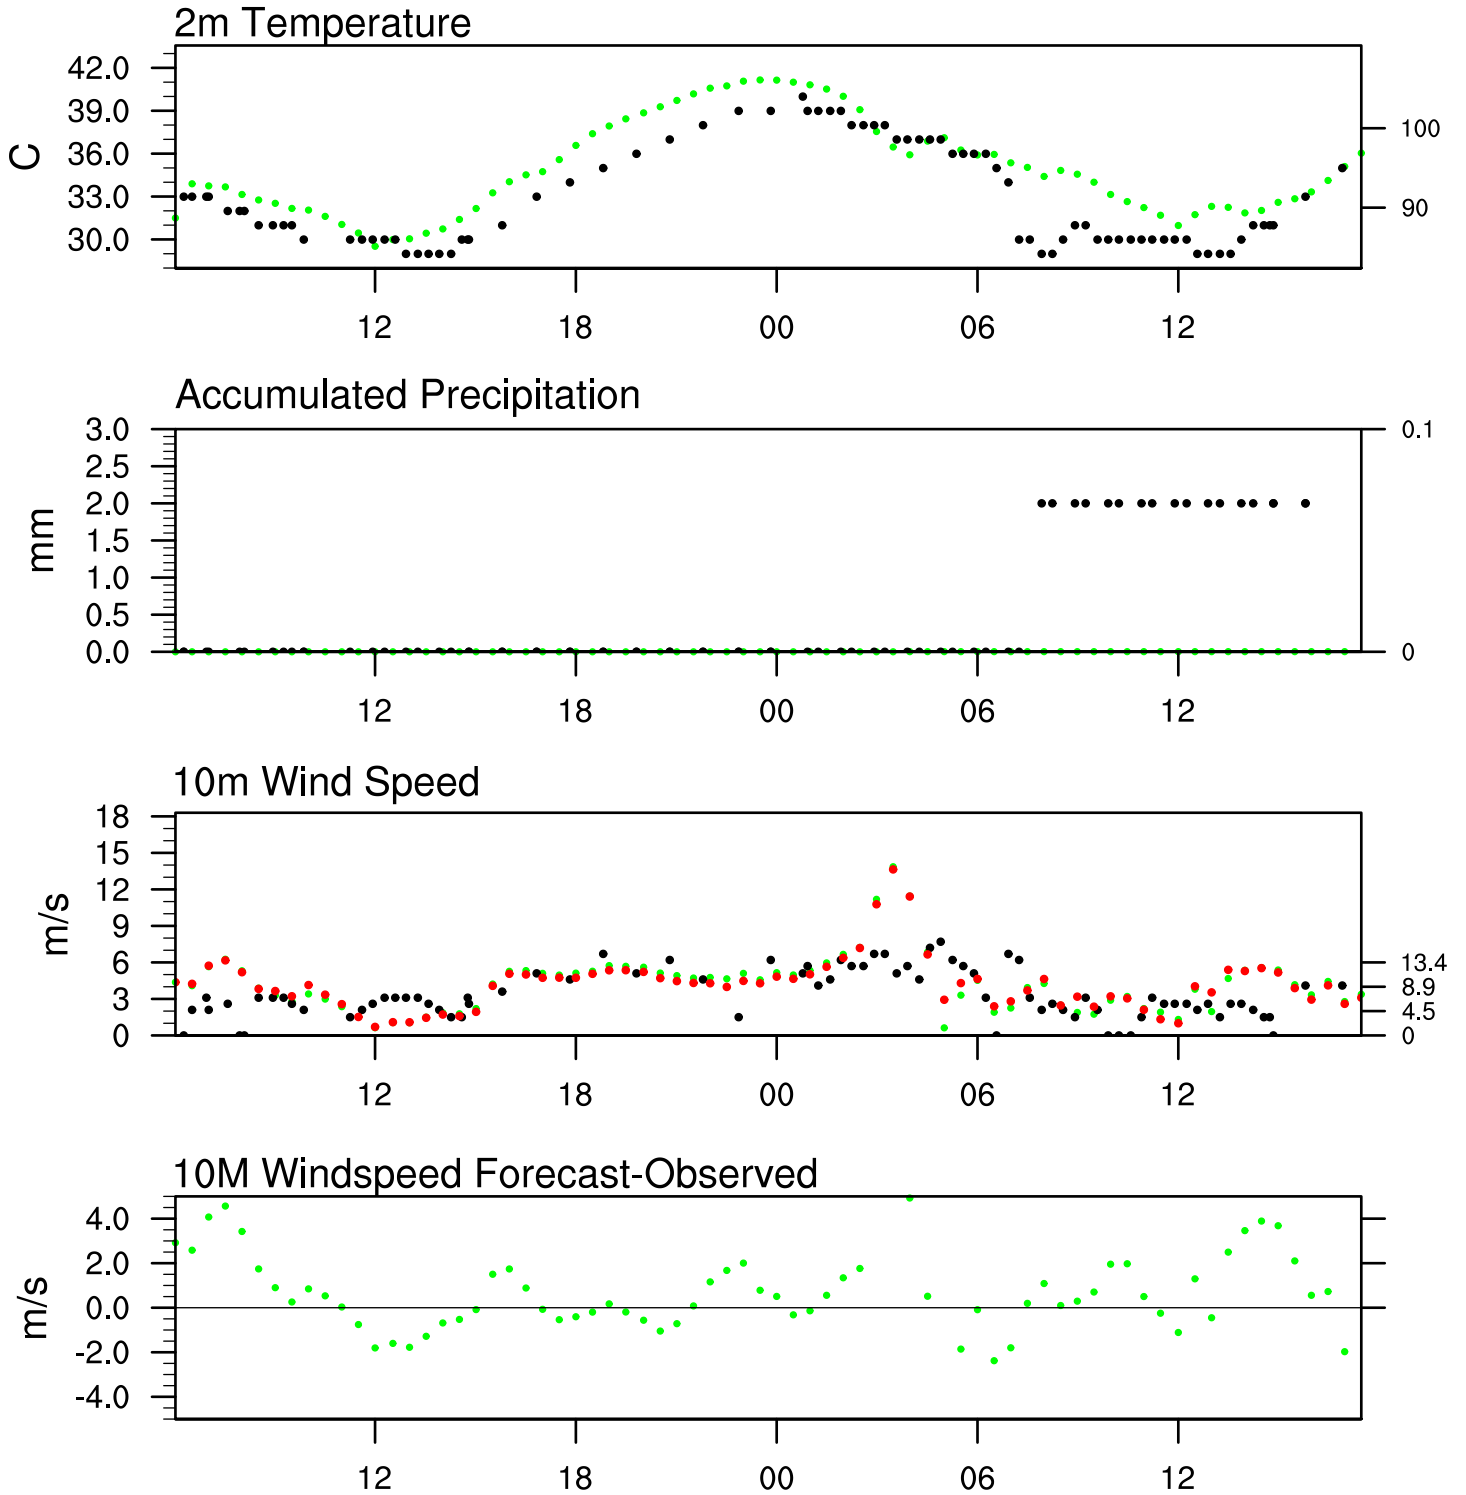 2m Temperature
42.0
39.0
36.0
33.0
30.0
C
100
90
12 18 00 06 12
Accumulated Precipitation
3.0
2.5
2.0
1.5
1.0
0.5
0.0
mm
0.1
0
12 18 00 06 12
10m Wind Speed
18
15
12
9
6
3
0
m/s
13.4
8.9
4.5
0
12 18 00 06 12
10M Windspeed Forecast-Observed
4.0
2.0
0.0
-2.0
-4.0
m/s
12 18 00 06 12